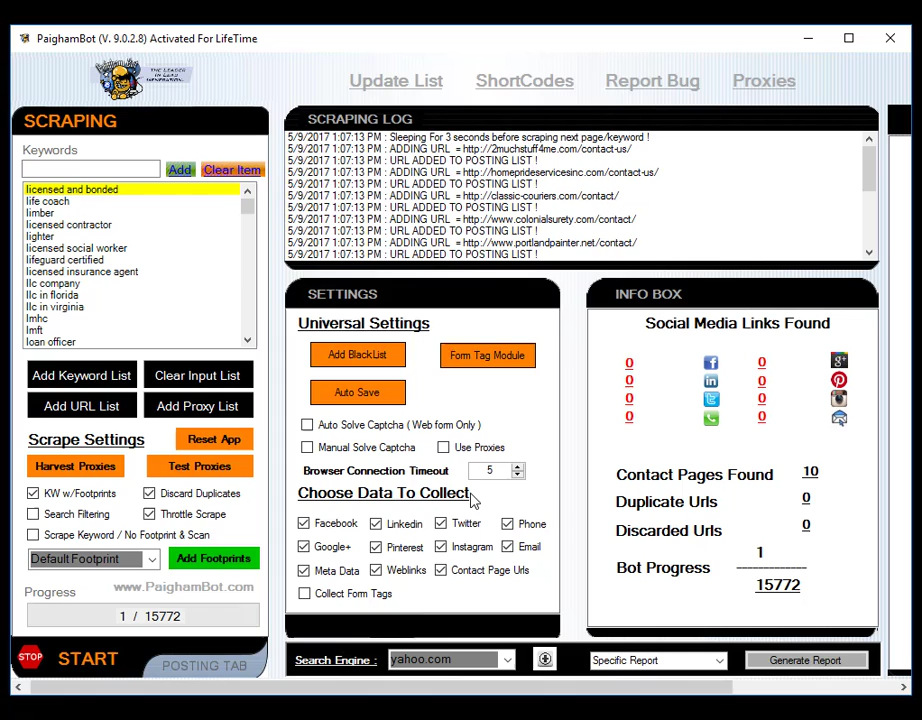 PaighamBot (V. 9.0.2.8) Activated For LifeTime
Update List
ShortCodes
Report Bug
Proxies
SCRAPING
Keywords
Add
Clear Item
licensed and bonded
life coach
limber
licensed contractor
lighter
licensed social worker
lifeguard certified
licensed insurance agent
llc company
llc in florida
llc in virginia
lmhc
lmft
loan officer
Add Keyword List
Clear Input List
Add URL List
Add Proxy List
Scrape Settings
Reset App
Harvest Proxies
Test Proxies
KW w/Footprints
Discard Duplicates
Search Filtering
Throttle Scrape
Scrape Keyword / No Footprint & Scan
Default Footprint
Add Footprints
www.PaighamBot.com
Progress
1 / 15772
STOP
START
POSTING TAB
SCRAPING LOG
5/9/2017 1:07:13 PM : Sleeping For 3 seconds before scraping next page/keyword !
5/9/2017 1:07:13 PM : ADDING URL = http://2muchstuff4me.com/contact-us/
5/9/2017 1:07:13 PM : URL ADDED TO POSTING LIST !
5/9/2017 1:07:13 PM : ADDING URL = http://homeprideservicesinc.com/contact-us/
5/9/2017 1:07:13 PM : URL ADDED TO POSTING LIST !
5/9/2017 1:07:13 PM : ADDING URL = http://classic-couriers.com/contact/
5/9/2017 1:07:13 PM : URL ADDED TO POSTING LIST !
5/9/2017 1:07:13 PM : ADDING URL = http://www.colonialsurety.com/contact/
5/9/2017 1:07:13 PM : URL ADDED TO POSTING LIST !
5/9/2017 1:07:13 PM : ADDING URL = http://www.portlandpainter.net/contact/
5/9/2017 1:07:13 PM : URL ADDED TO POSTING LIST !
SETTINGS
Universal Settings
Add BlackList
Form Tag Module
Auto Save
Auto Solve Captcha ( Web form Only )
Manual Solve Captcha
Use Proxies
Browser Connection Timeout
5
Choose Data To Collect
Facebook
Linkedin
Twitter
Phone
Google+
Pinterest
Instagram
Email
Meta Data
Weblinks
Contact Page Urls
Collect Form Tags
INFO BOX
Social Media Links Found
0
0
0
0
0
0
0
0
Contact Pages Found
10
Duplicate Urls
0
Discarded Urls
0
Bot Progress
1
15772
Search Engine :
yahoo.com
Specific Report
Generate Report